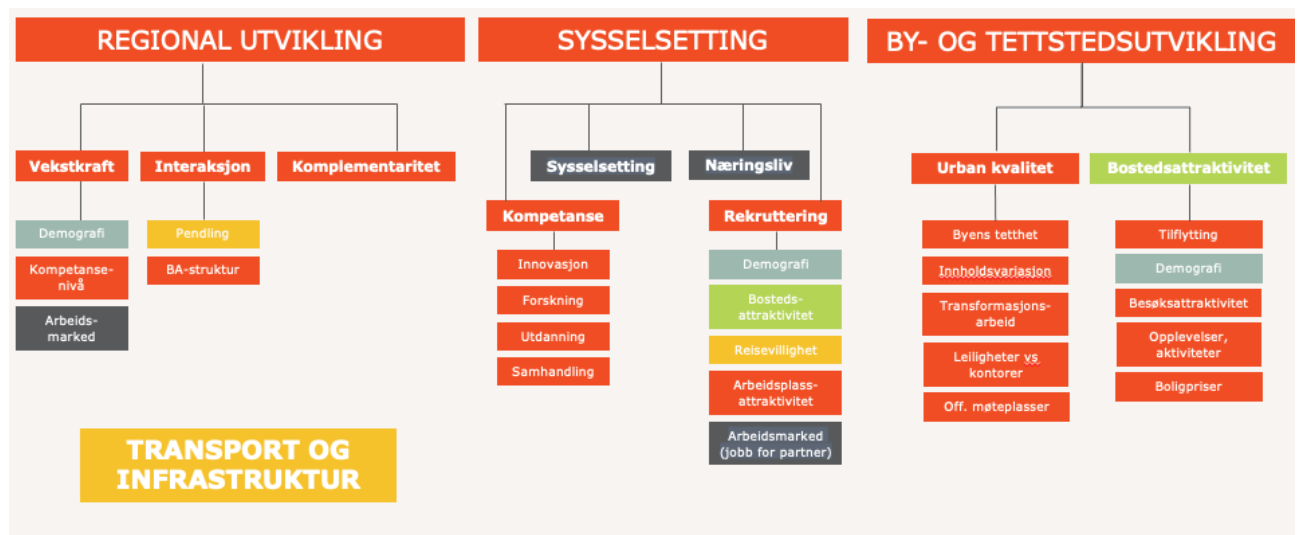 REGIONAL UTVIKLING
SYSSELSETTING
BY- OG TETTSTEDSUTVIKLING
Vekstkraft
Interaksjon
Komplementaritet
Sysselsetting
Næringsliv
Urban kvalitet
Bostedsattraktivitet
Demografi
Kompetanse-
nivå
Arbeids-
marked
Pendling
BA-struktur
Kompetanse
Innovasjon
Forskning
Utdanning
Samhandling
Rekruttering
Demografi
Bosteds-
attraktivitet
Reisevillighet
Arbeidsplass-
attraktivitet
Arbeidsmarked
(jobb for partner)
Byens tetthet
Innholdsvariasjon
Transformasjons-
arbeid
Leiligheter vs
kontorer
Off. møteplasser
Tilflytting
Demografi
Besøksattraktivitet
Opplevelser,
aktiviteter
Boligpriser
TRANSPORT OG
INFRASTRUKTUR